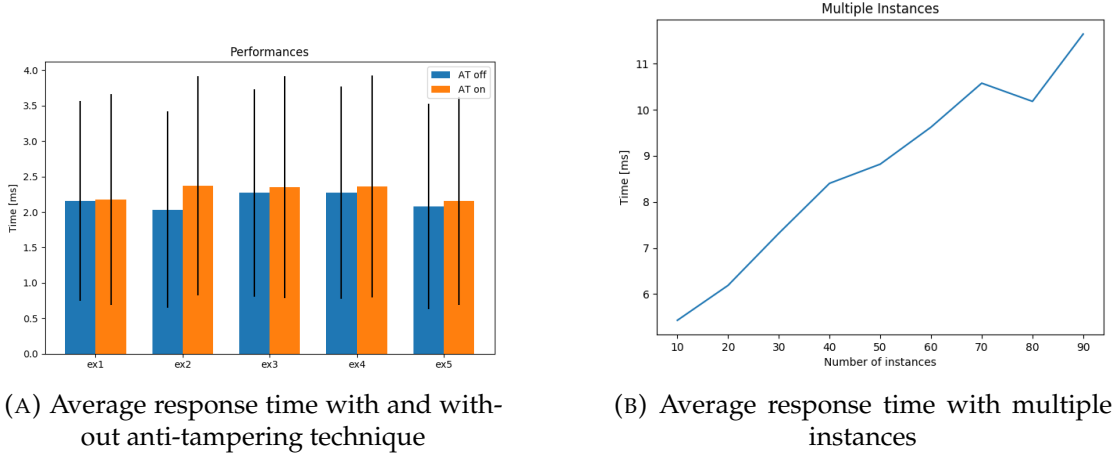 Performances
AT off
AT on
4.0
3.5
3.0
2.5
2.0
1.5
1.0
0.5
0.0
Time [ms]
ex1 ex2 ex3 ex4 ex5
(A) Average response time with and with-
out anti-tampering technique
Multiple Instances
11
10
9
8
7
6
Time [ms]
10 20 30 40 50 60 70 80 90
Number of instances
(B) Average response time with multiple
instances